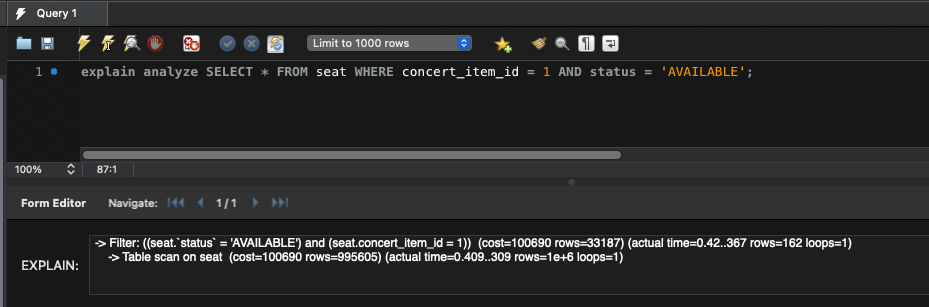 Query 1
Limit to 1000 rows
1 explain analyze SELECT * FROM seat WHERE concert_item_id = 1 AND status = 'AVAILABLE';
100% 87:1
Form Editor Navigate: 1 / 1
EXPLAIN:
-> Filter: ((seat.`status` = 'AVAILABLE') and (seat.concert_item_id = 1))  (cost=100690 rows=33187) (actual time=0.42..367 rows=162 loops=1)
-> Table scan on seat  (cost=100690 rows=995605) (actual time=0.409..309 rows=1e+6 loops=1)